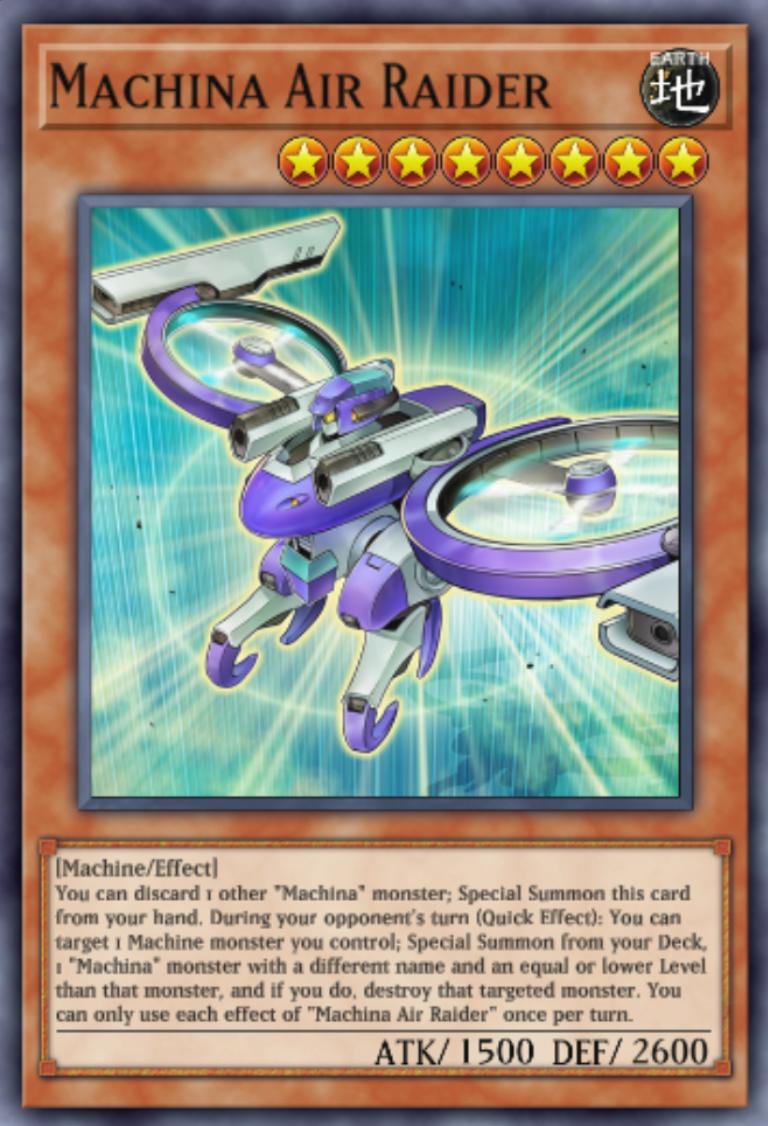 MACHINA AIR RAIDER
EARTH
地
[Machine/Effect]
You can discard 1 other "Machina" monster; Special Summon this card
from your hand. During your opponent's turn (Quick Effect): You can
target 1 Machine monster you control; Special Summon from your Deck,
1 "Machina" monster with a different name and an equal or lower Level
than that monster, and if you do, destroy that targeted monster. You
can only use each effect of "Machina Air Raider" once per turn.
ATK/ 1500 DEF/ 2600